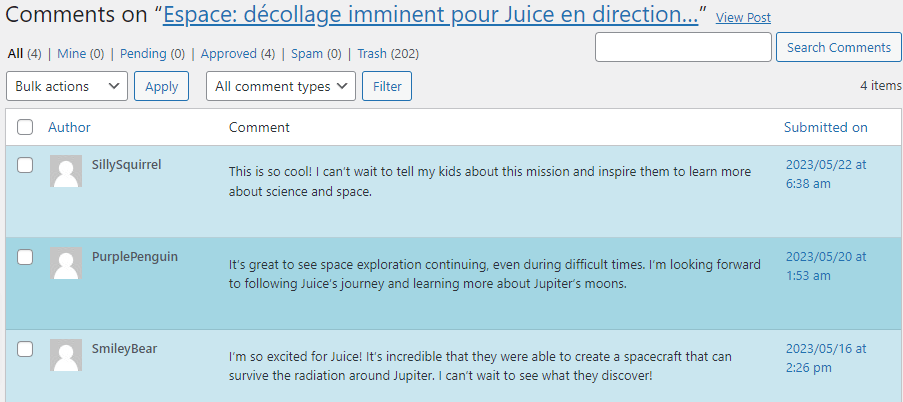 Comments on “Espace: décollage imminent pour Juice en direction…” View Post
All (4) | Mine (0) | Pending (0) | Approved (4) | Spam (0) | Trash (202)
Search Comments
Bulk actions Apply All comment types Filter 4 items
Author Comment Submitted on
SillySquirrel
This is so cool! I can’t wait to tell my kids about this mission and inspire them to learn more
about science and space.
2023/05/22 at
6:38 am
PurplePenguin
It’s great to see space exploration continuing, even during difficult times. I’m looking forward
to following Juice’s journey and learning more about Jupiter’s moons.
2023/05/20 at
1:53 am
SmileyBear
I’m so excited for Juice! It’s incredible that they were able to create a spacecraft that can
survive the radiation around Jupiter. I can’t wait to see what they discover!
2023/05/16 at
2:26 pm